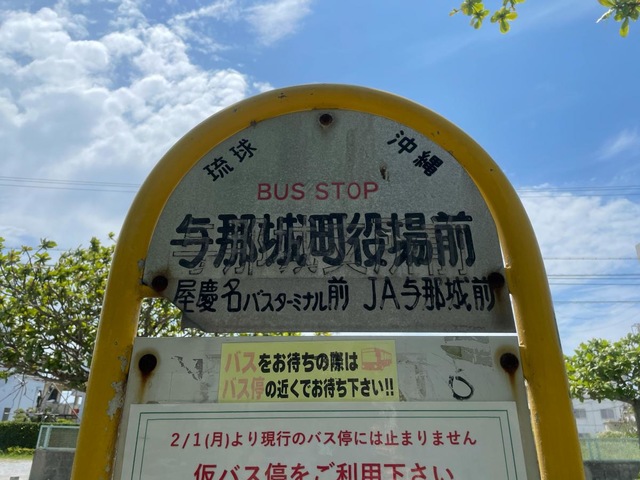 琉球 沖縄
BUS STOP
与那城町役場前
屋慶名バスターミナル前 JA与那城前
バスをお待ちの際は
バス停の近くでお待ち下さい!!
2/1(月)より現行のバス停には止まりません
仮バス停をご利用下さい